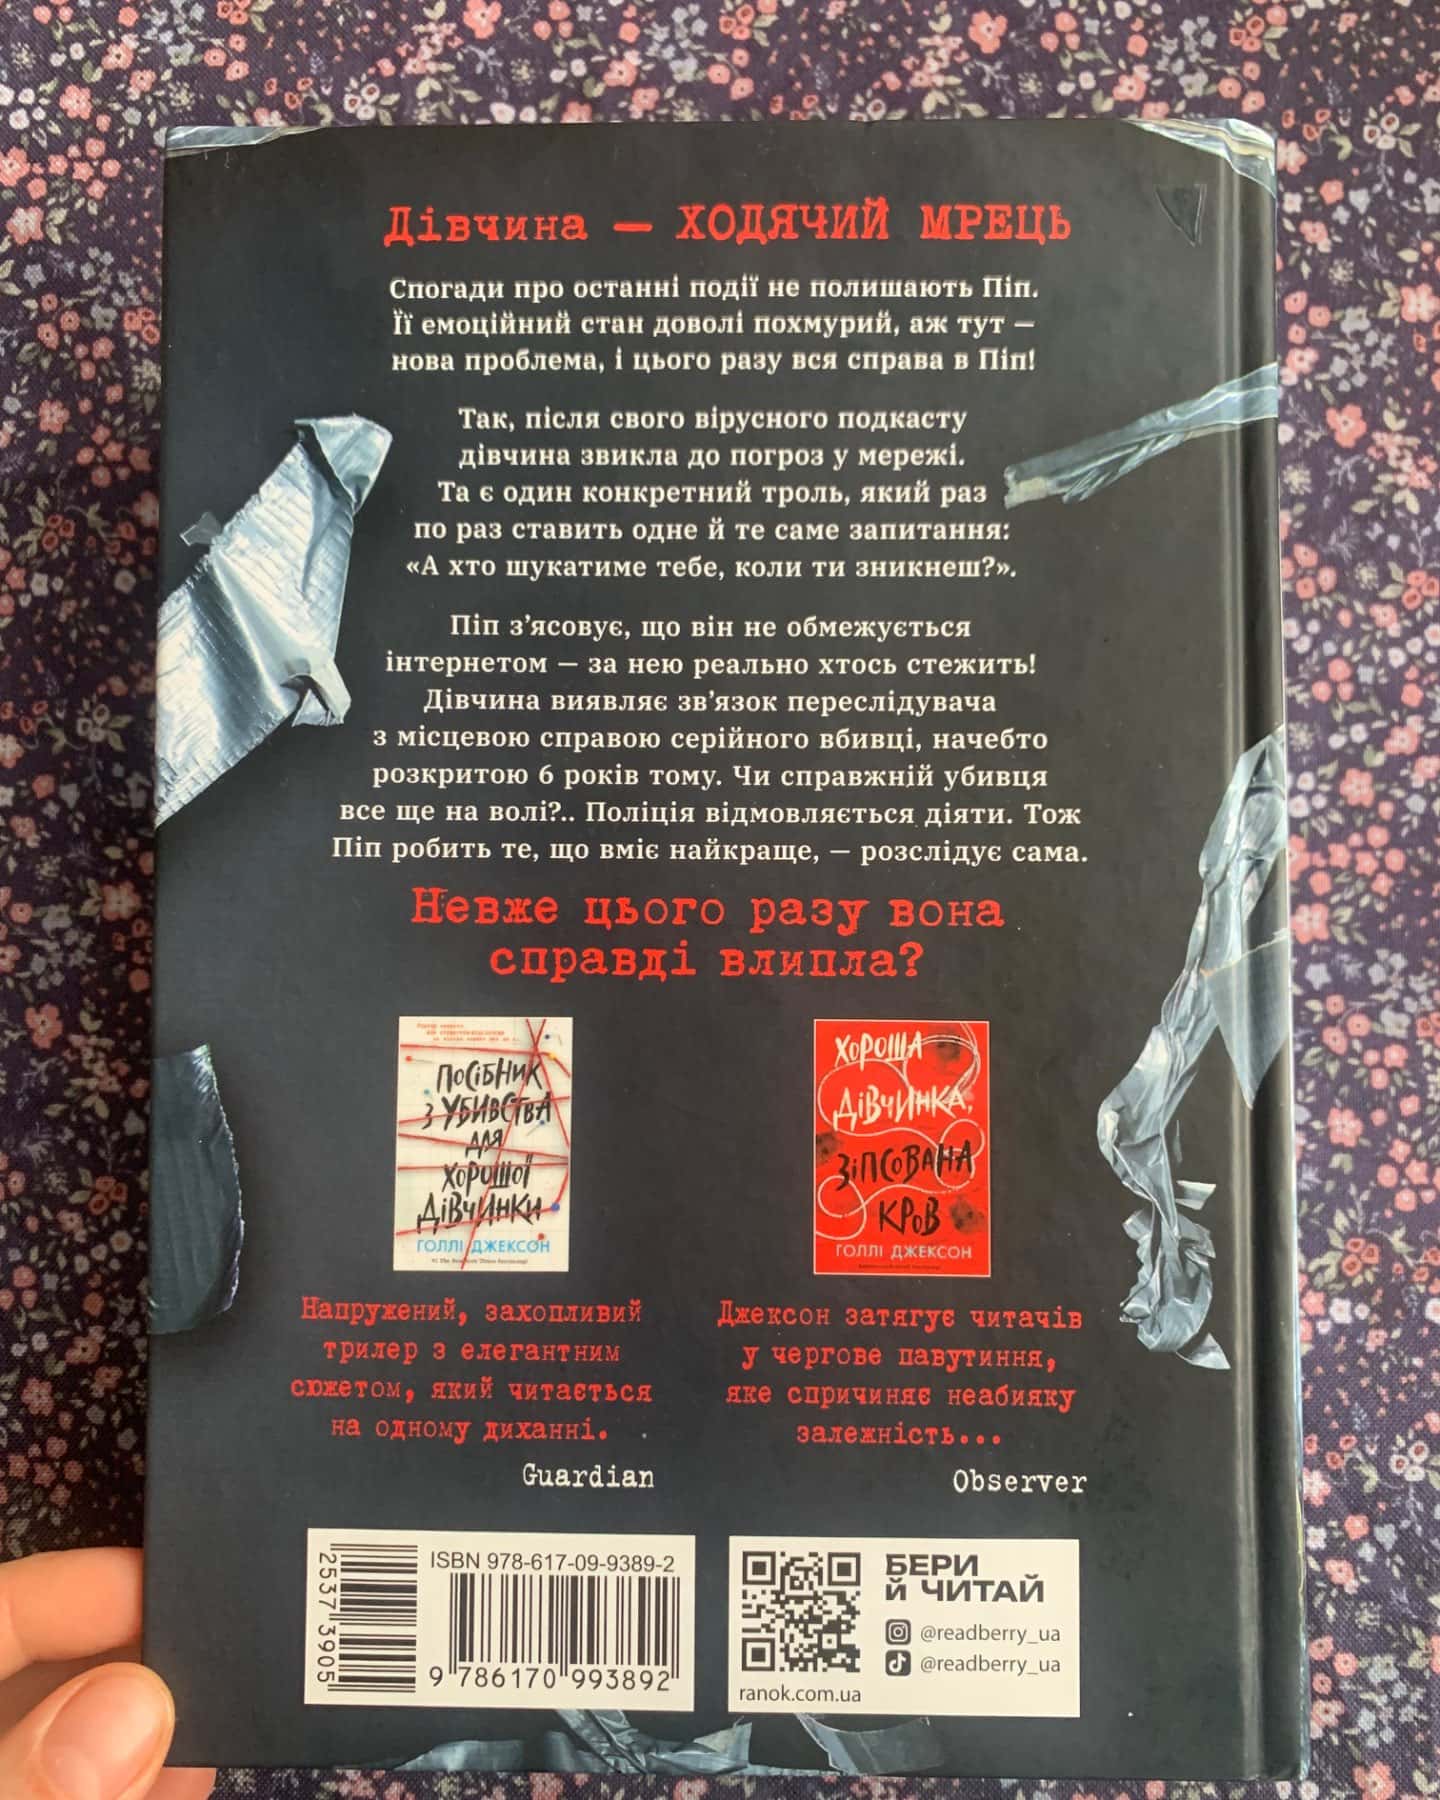 Дівчина — ХОДЯЧИЙ МРЕЦЬ
Спогади про останні події не полишають Піп.
Її емоційний стан доволі похмурий, аж тут —
нова проблема, і цього разу вся справа в Піп!
Так, після свого вірусного подкасту
дівчина звикла до погроз у мережі.
Та є один конкретний троль, який раз
по раз ставить одне й те саме запитання:
«А хто шукатиме тебе, коли ти зникнеш?».
Піп з’ясовує, що він не обмежується
інтернетом — за нею реально хтось стежить!
Дівчина виявляє зв’язок переслідувача
з місцевою справою серійного вбивці, начебто
розкритою 6 років тому. Чи справжній убивця
все ще на волі?.. Поліція відмовляється діяти. Тож
Піп робить те, що вміє найкраще, — розслідує сама.
Невже цього разу вона
справді влипла?
ПОСІБНИК
З УБИВСТВА
ДЛЯ
ХОРОШОЇ
ДІВЧИНКИ
ГОЛЛІ ДЖЕКСОН
ХОРОША
ДІВЧИНКА,
ЗІПСОВАНА
КРОВ
ГОЛЛІ ДЖЕКСОН
Напружений, захопливий
трилер з елегантним
сюжетом, який читається
на одному диханні.
Guardian
Джексон затягує читачів
у чергове павутиння,
яке спричиняє неабияку
залежність...
Observer
2537 3905
ISBN 978-617-09-9389-2
9 786170 993892
БЕРИ
Й ЧИТАЙ
@readberry_ua
@readberry_ua
ranok.com.ua